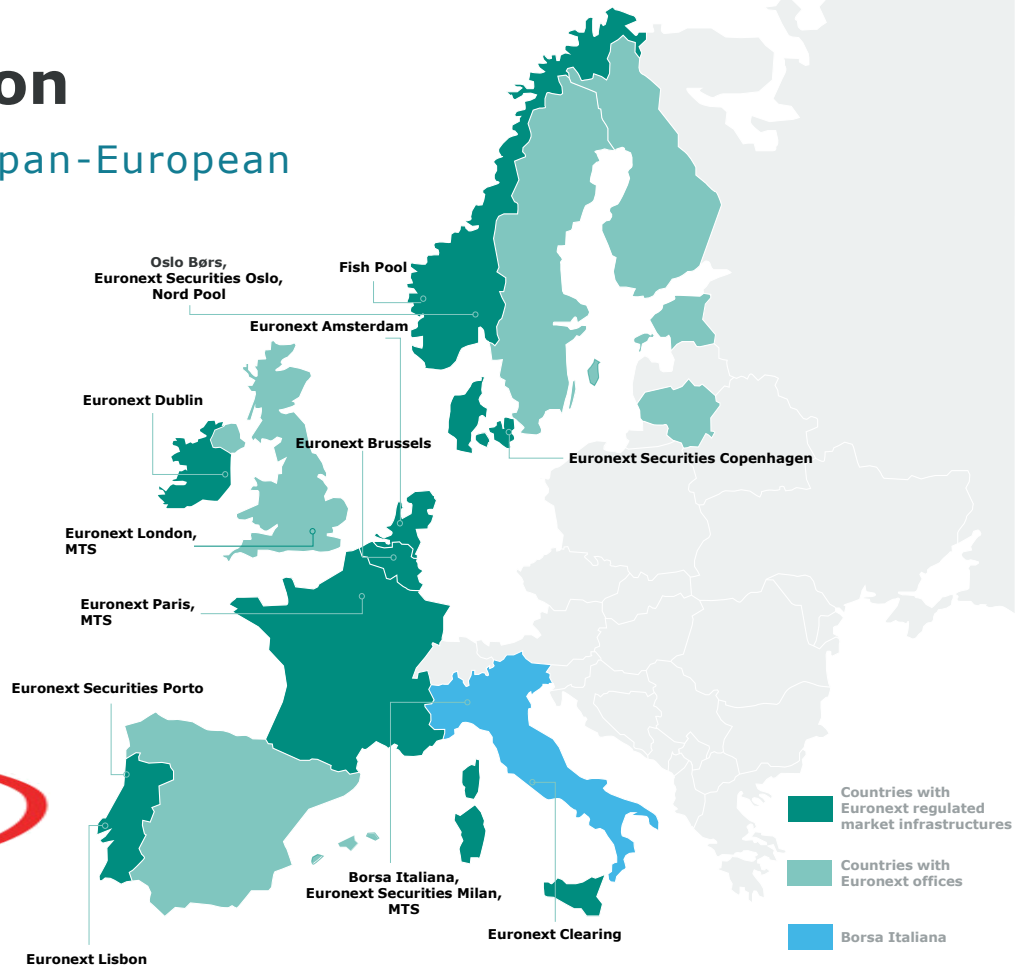 on
pan-European
Oslo Børs,
Euronext Securities Oslo,
Nord Pool
Fish Pool
Euronext Amsterdam
Euronext Dublin
Euronext Brussels
Euronext Securities Copenhagen
Euronext London,
MTS
Euronext Paris,
MTS
Euronext Securities Porto
Countries with
Euronext regulated
market infrastructures
Countries with
Euronext offices
Borsa Italiana,
Euronext Securities Milan,
MTS
Euronext Clearing
Borsa Italiana
Euronext Lisbon